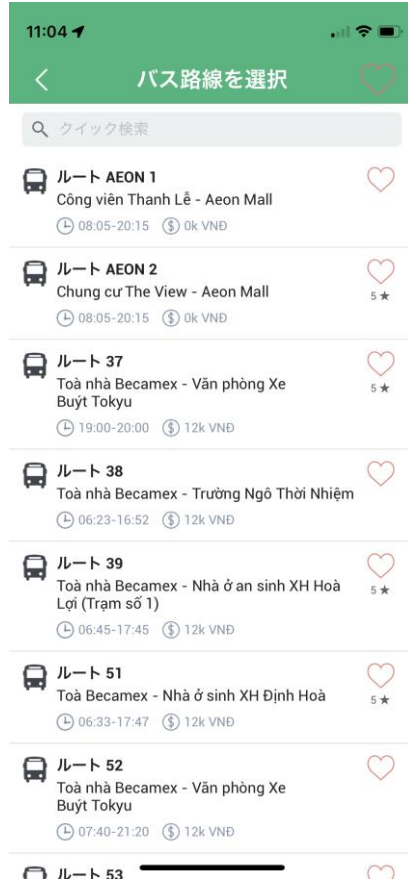 11:04
バス路線を選択
クイック検索
ルート AEON 1
Công viên Thanh Lễ - Aeon Mall
08:05-20:15 0k VNĐ
ルート AEON 2
Chung cư The View - Aeon Mall
5★
08:05-20:15 0k VNĐ
ルート 37
Toà nhà Becamex - Văn phòng Xe
5★
Buýt Tokyu
19:00-20:00 12k VNĐ
ルート 38
Toà nhà Becamex - Trường Ngô Thời Nhiệm
06:23-16:52 12k VNĐ
ルート 39
Toà nhà Becamex - Nhà ở an sinh XH Hoà
5★
Lợi (Trạm số 1)
06:45-17:45 12k VNĐ
ルート 51
Toà Becamex - Nhà ở sinh XH Định Hoà
5★
06:33-17:47 12k VNĐ
ルート 52
Toà nhà Becamex - Văn phòng Xe
Buýt Tokyu
07:40-21:20 12k VNĐ
ルート 53